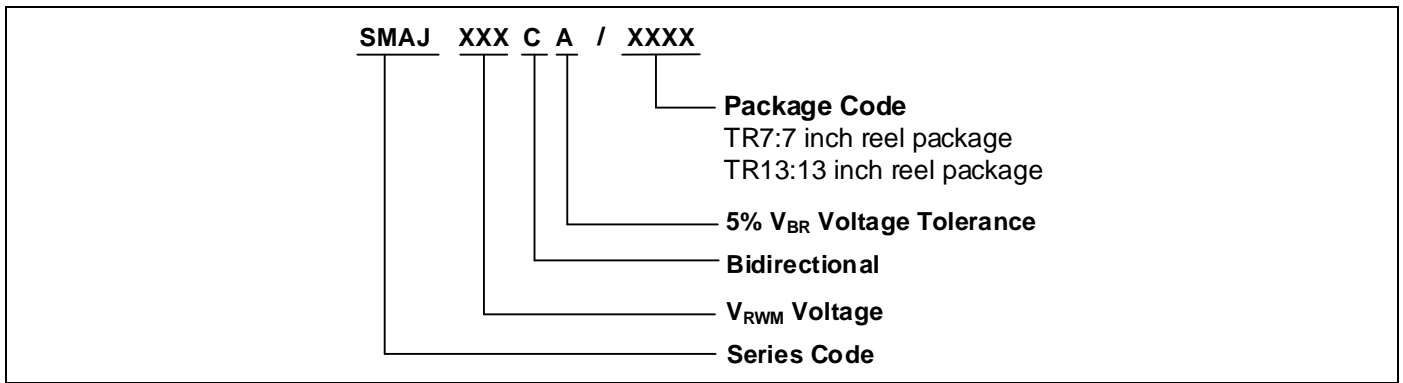 SMAJ XXX C A / XXXX
Package Code
TR7:7 inch reel package
TR13:13 inch reel package
5% VBR Voltage Tolerance
Bidirectional
VRWM Voltage
Series Code